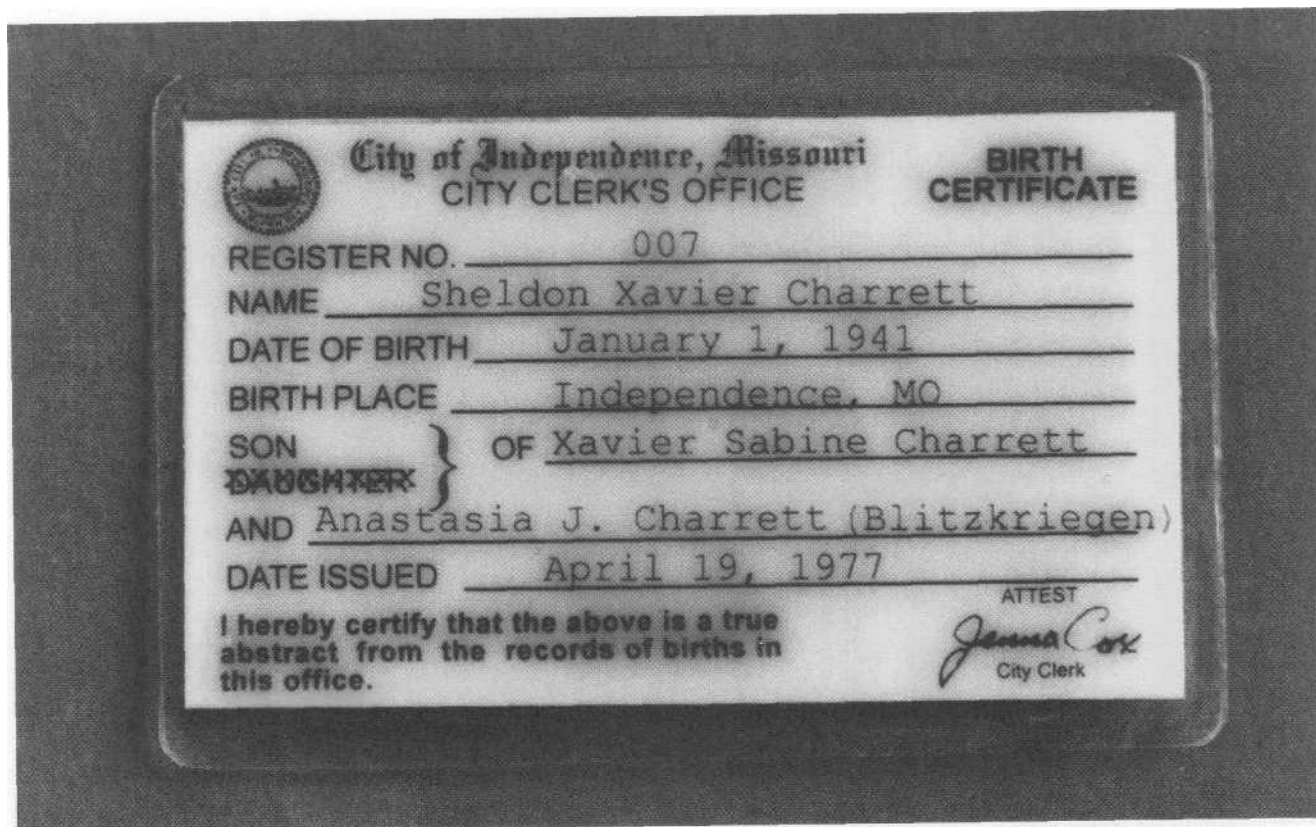 City of Independence, Missouri
CITY CLERK'S OFFICE
BIRTH
CERTIFICATE
REGISTER NO. 007
NAME Sheldon Xavier Charrett
DATE OF BIRTH January 1, 1941
BIRTH PLACE Independence, MO
SON
DAUGHTER
OF Xavier Sabine Charrett
AND Anastasia J. Charrett (Blitzkriegen)
DATE ISSUED April 19, 1977
I hereby certify that the above is a true
abstract from the records of births in
this office.
ATTEST
Jenna Cox
City Clerk